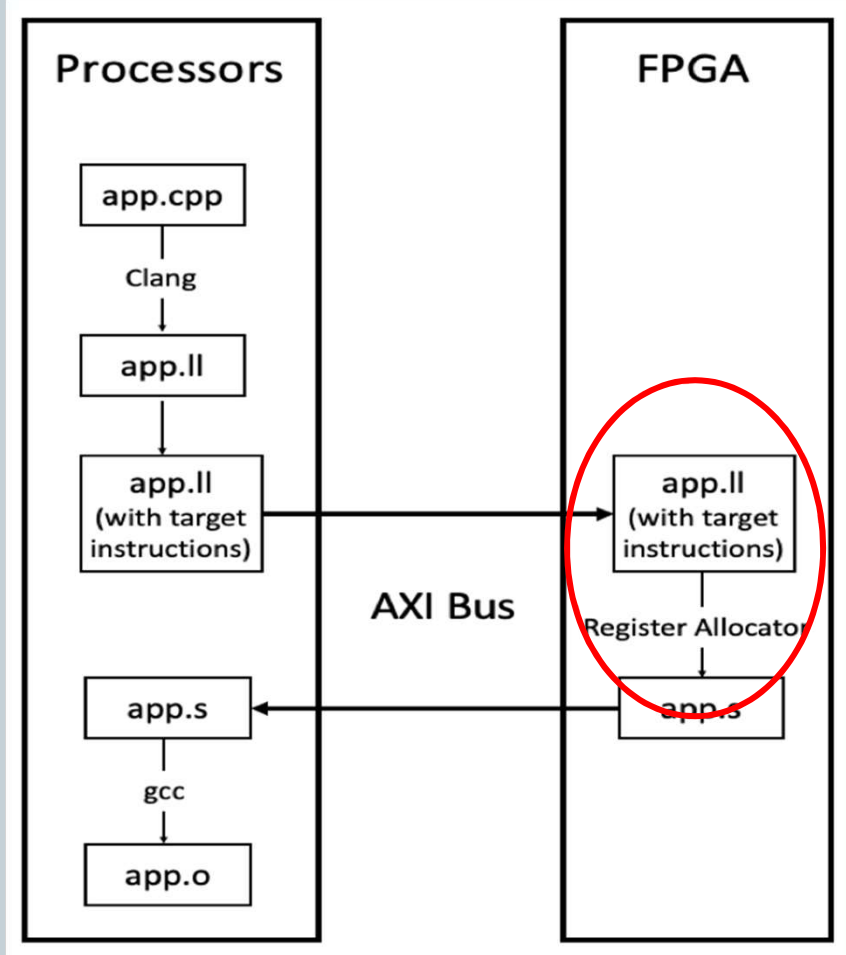 Processors
app.cpp
Clang
app.ll
app.ll
(with target
instructions)
app.s
gcc
app.o
AXI Bus
FPGA
app.ll
(with target
instructions)
Register Allocator
app.s